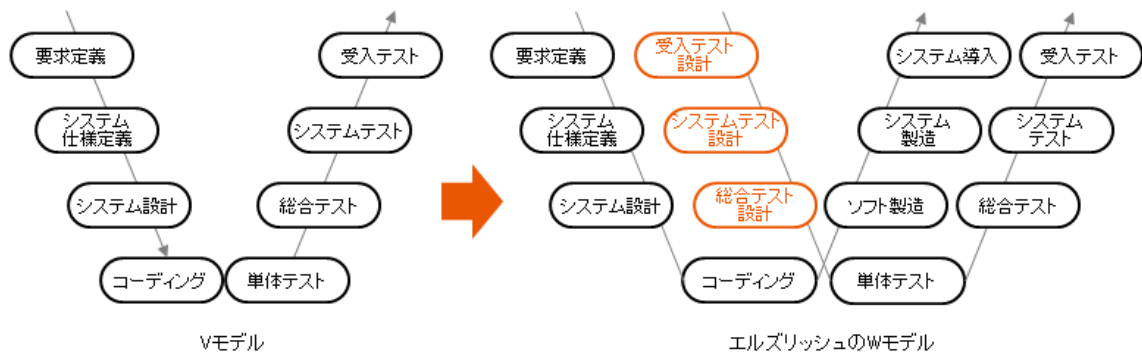 要求定義
受入テスト
システム
仕様定義
システムテスト
システム設計
総合テスト
コーディング
単体テスト
Vモデル
要求定義
受入テスト
設計
システム導入
受入テスト
システム
仕様定義
システムテスト
設計
システム
製造
システム
テスト
システム設計
総合テスト
設計
ソフト製造
総合テスト
コーディング
単体テスト
エルズリッシュのWモデル